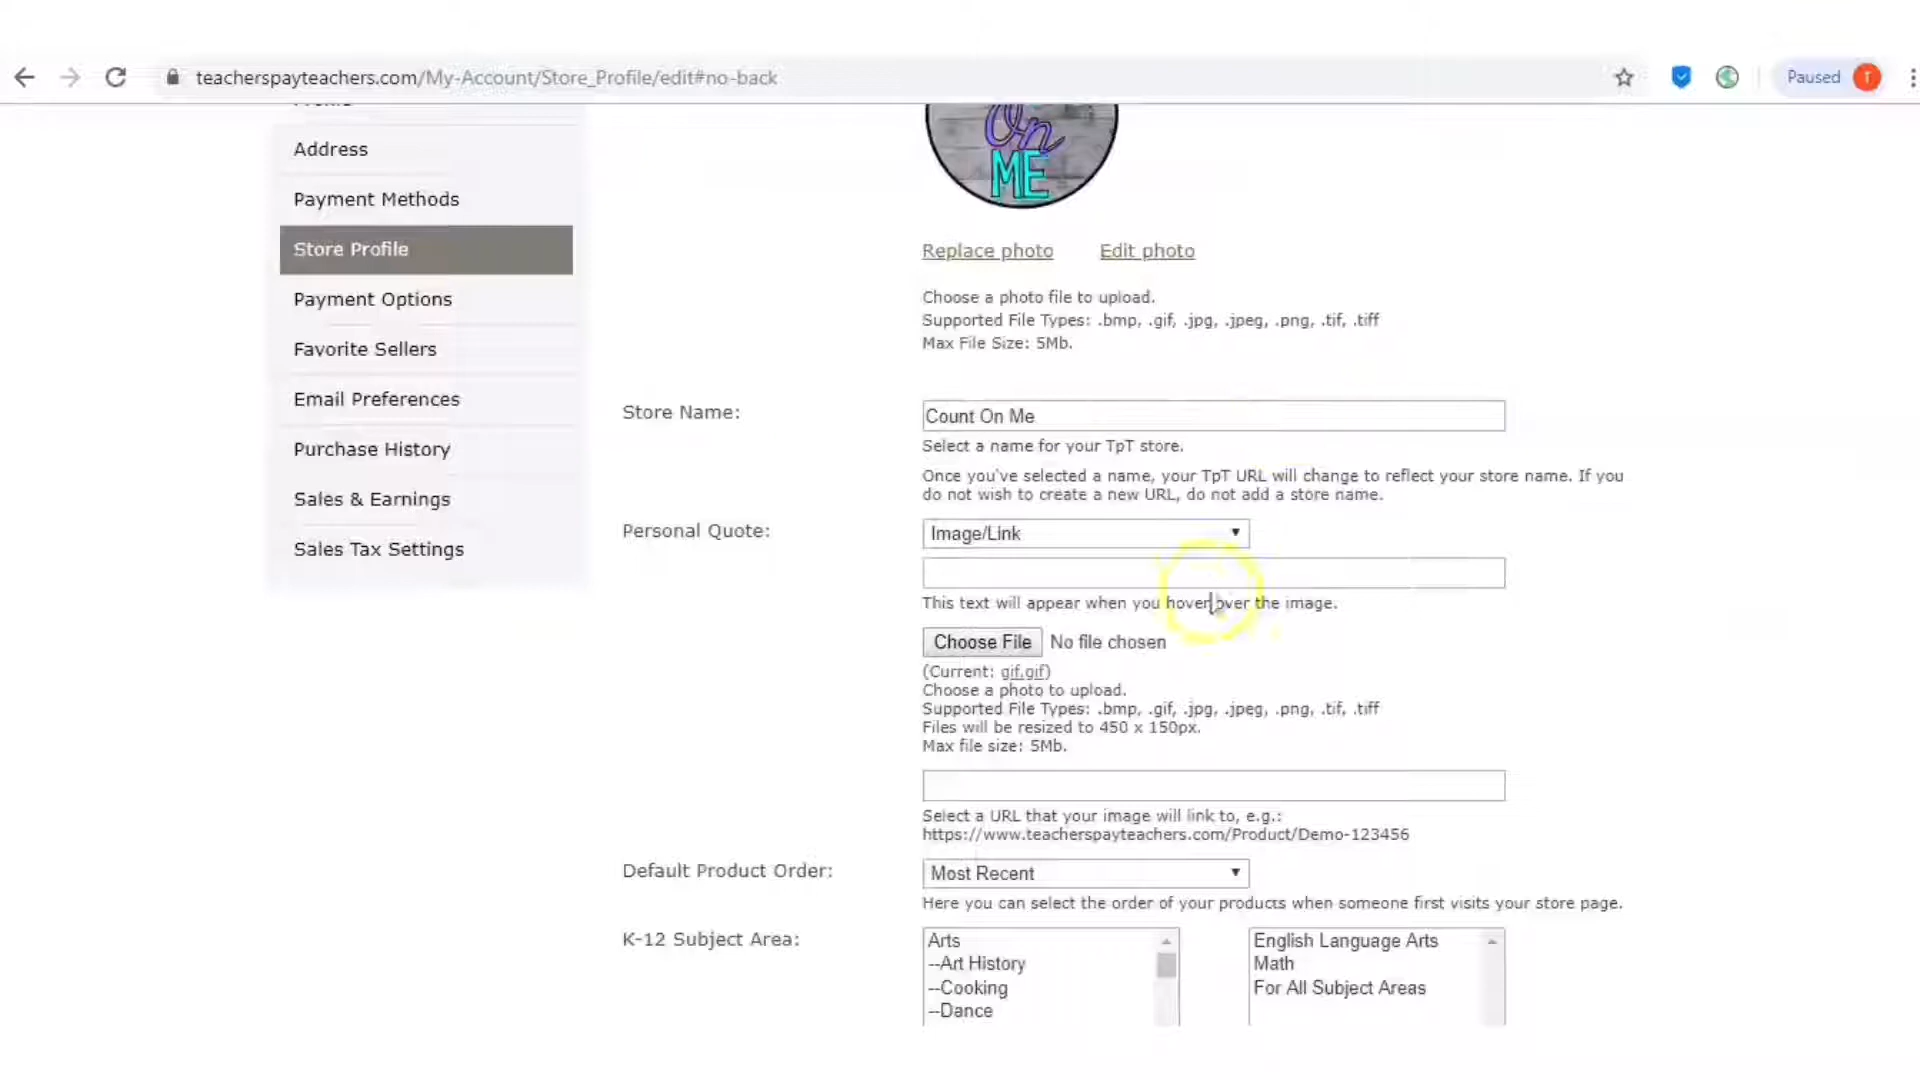 teacherspayteachers.com/My-Account/Store_Profile/edit#no-back
Paused
T
Address
Payment Methods
Store Profile
Payment Options
Favorite Sellers
Email Preferences
Purchase History
Sales & Earnings
Sales Tax Settings
On
ME
Replace photo Edit photo
Choose a photo file to upload.
Supported File Types: .bmp, .gif, .jpg, .jpeg, .png, .tif, .tiff
Max File Size: 5Mb.
Store Name:
Count On Me
Select a name for your TpT store.
Once you've selected a name, your TpT URL will change to reflect your store name. If you
do not wish to create a new URL, do not add a store name.
Personal Quote:
Image/Link
This text will appear when you hover over the image.
Choose File No file chosen
(Current: gif.gif)
Choose a photo to upload.
Supported File Types: .bmp, .gif, .jpg, .jpeg, .png, .tif, .tiff
Files will be resized to 450 x 150px.
Max file size: 5Mb.
Select a URL that your image will link to, e.g.:
https://www.teacherspayteachers.com/Product/Demo-123456
Default Product Order:
Most Recent
Here you can select the order of your products when someone first visits your store page.
K-12 Subject Area:
Arts
--Art History
--Cooking
--Dance
English Language Arts
Math
For All Subject Areas